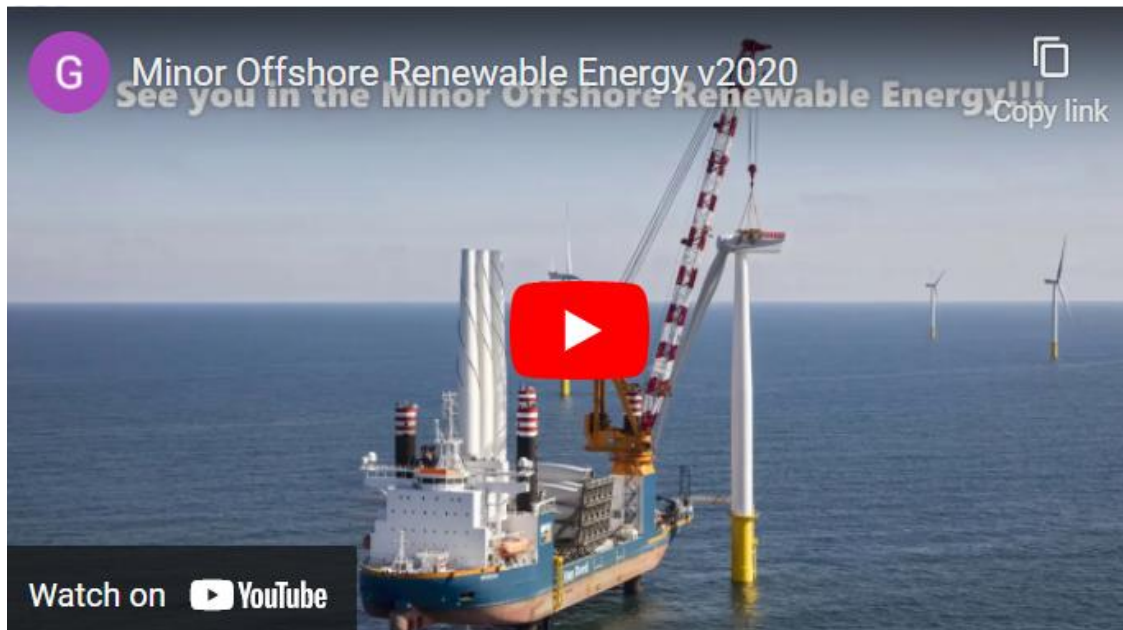 G
Minor Offshore Renewable Energy v2020
See you in the Minor Offshore Renewable Energy!!!
Copy link
Watch on YouTube